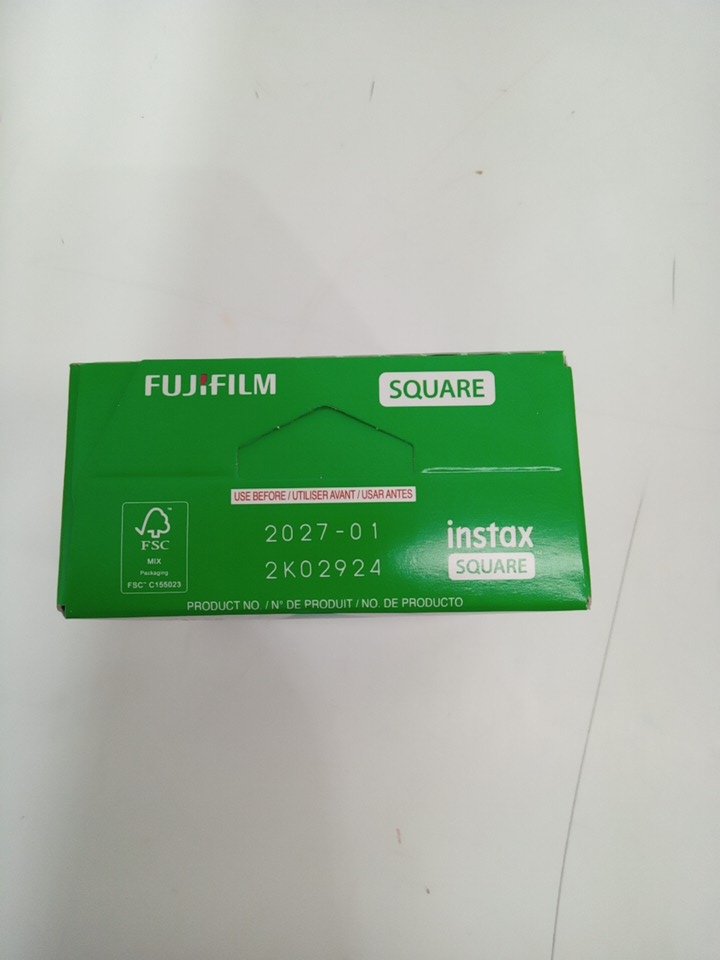 FUJIFILM
SQUARE
USE BEFORE / UTILISER AVANT / USAR ANTES
2027-01
2K02924
FSC
MIX
Packaging
FSC™ C155023
instax
SQUARE
PRODUCT NO. / N° DE PRODUIT / NO. DE PRODUCTO